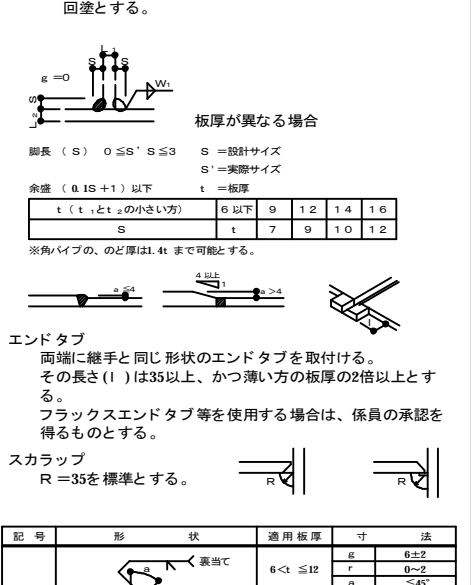 回塗とする。
L1
S S
g =0
W1
S
L2
板厚が異なる場合
脚長 ( S) 0 ≦S' S ≦3 S =設計サイズ
S'=実際サイズ
余盛 ( 0.1S +1 ) 以下 t =板厚
t ( t 1とt 2の小さい方) 6 以下 9 12 14 16
S t 7 9 10 12
※角パイプの、のど厚は1.4t まで可能とする。
a ≦4
4 以上
1
a >4
l
エンドタブ
両端に継手と同じ形状のエンドタブを取付ける。
その長さ(l )は35以上、かつ薄い方の板厚の2倍以上とす
る。
フラックスエンドタブ等を使用する場合は、係員の承認を
得るものとする。
スカラップ
R =35を標準とする。
R
R
記 号 形 状 適用板厚 寸 法
裏当て
a
6<t ≦12
g 6±2
r 0~2
a ≦45°